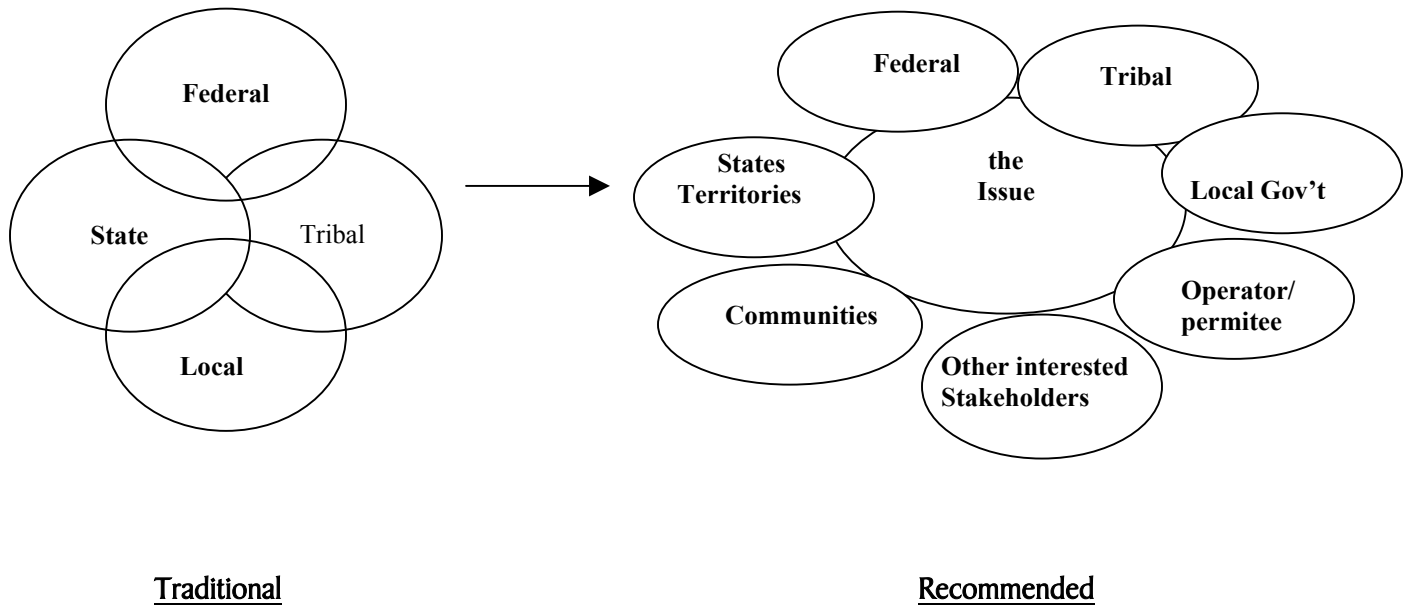 Federal
State
Tribal
Local
Federal
Tribal
States
Territories
the
Issue
Local Gov’t
Communities
Operator/
permitee
Other interested
Stakeholders
Traditional
Recommended